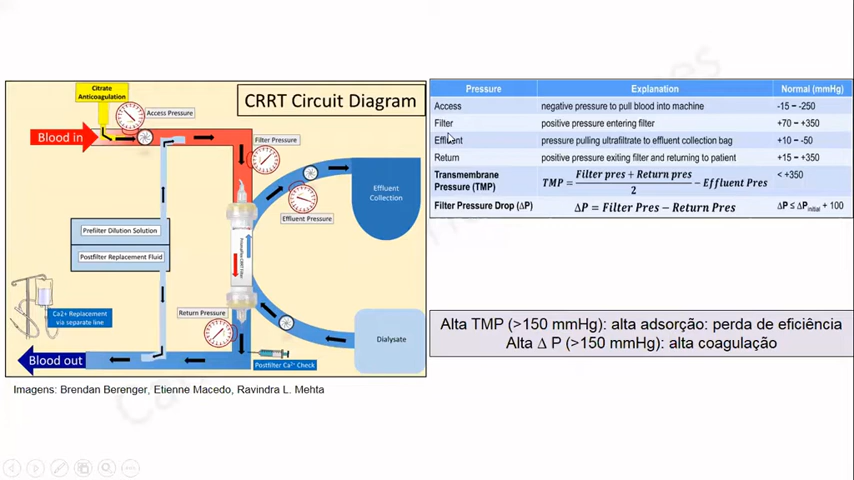 CRRT Circuit Diagram
Citrate
Anticoagulation
Access Pressure
Blood in
Filter Pressure
Effluent
Collection
Effluent Pressure
Prefilter Dilution Solution
Postfilter Replacement Fluid
Ca2+ Replacement
via separate line
Return Pressure
Dialysate
Blood out
Postfilter Ca²⁺ Check
Imagens: Brendan Berenger, Etienne Macedo, Ravindra L. Mehta
Pressure Explanation Normal (mmHg)
Access negative pressure to pull blood into machine -15 – -250
Filter positive pressure entering filter +70 – +350
Effluent pressure pulling ultrafiltrate to effluent collection bag +10 – -50
Return positive pressure exiting filter and returning to patient +15 – +350
Transmembrane Pressure (TMP) TMP = (Filter pres + Return pres) / 2 − Effluent Pres < +350
Filter Pressure Drop (ΔP) ΔP = Filter Pres − Return Pres ΔP ≤ ΔPinitial + 100
Alta TMP (>150 mmHg): alta adsorção: perda de eficiência
Alta Δ P (>150 mmHg): alta coagulação